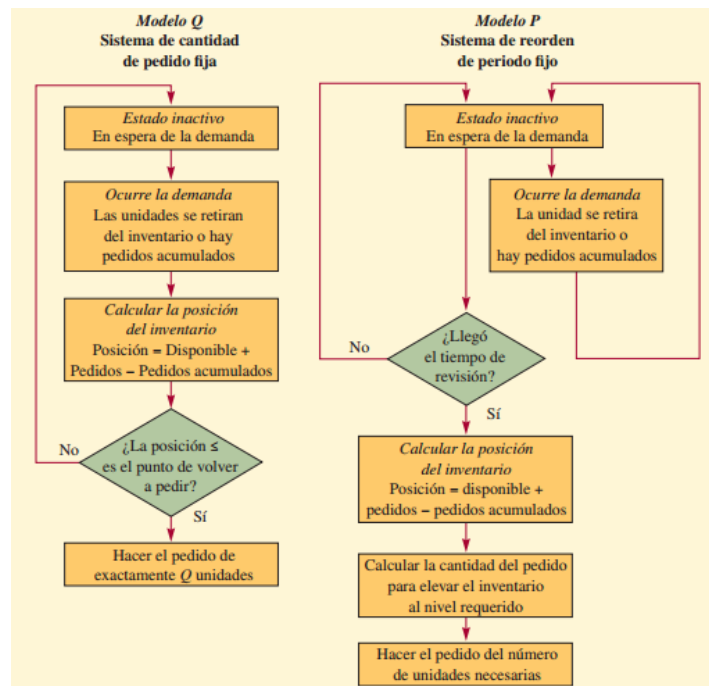 Modelo Q
Sistema de cantidad
de pedido fija
Estado inactivo
En espera de la demanda
Ocurre la demanda
Las unidades se retiran
del inventario o hay
pedidos acumulados
Calcular la posición
del inventario
Posición = Disponible +
Pedidos − Pedidos acumulados
No
¿La posición ≤
es el punto de volver
a pedir?
Sí
Hacer el pedido de
exactamente Q unidades
Modelo P
Sistema de reorden
de periodo fijo
Estado inactivo
En espera de la demanda
Ocurre la demanda
La unidad se retira
del inventario o
hay pedidos acumulados
No
¿Llegó
el tiempo de
revisión?
Sí
Calcular la posición
del inventario
Posición = disponible +
pedidos − pedidos acumulados
Calcular la cantidad del pedido
para elevar el inventario
al nivel requerido
Hacer el pedido del número
de unidades necesarias